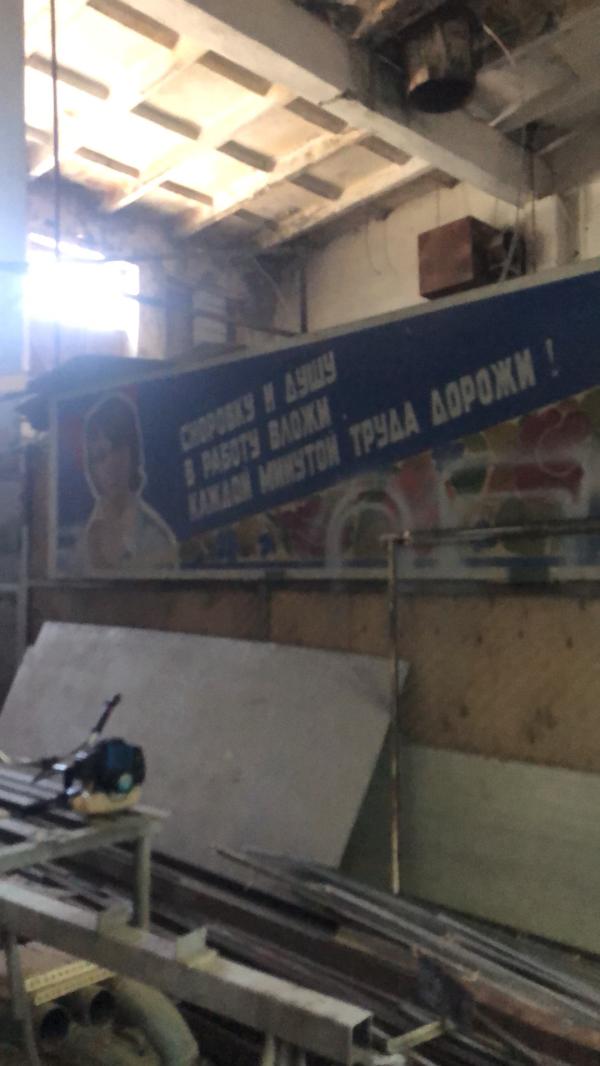 СНОРОВКУ И ДУШУ
В РАБОТУ ВЛОЖИ
КАЖДОЙ МИНУТОЙ ТРУДА ДОРОЖИ !